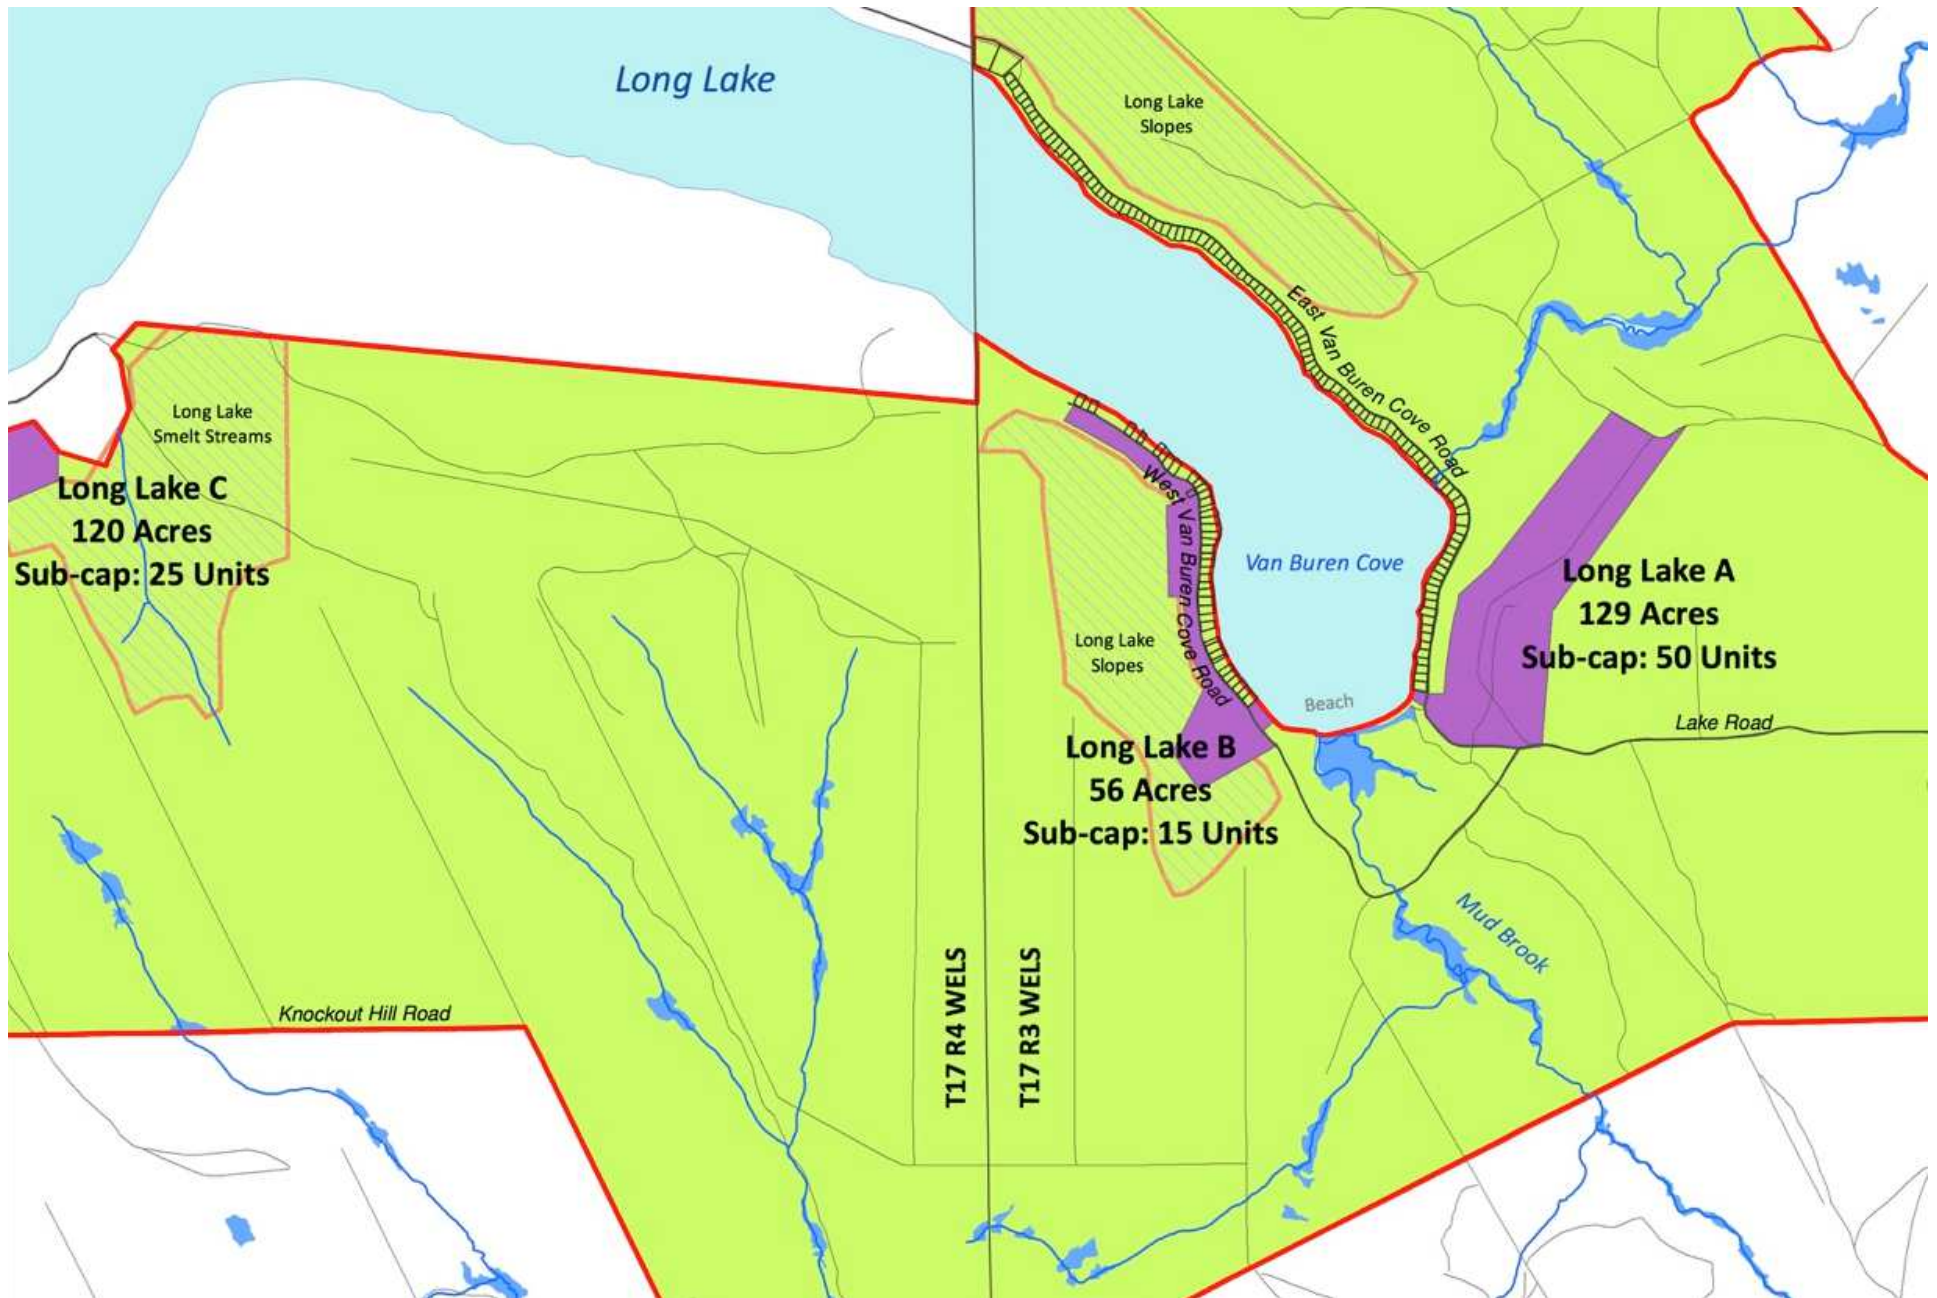 Long Lake
Long Lake
Slopes
East Van Buren Cove Road
Long Lake
Smelt Streams
Long Lake C
120 Acres
Sub-cap: 25 Units
West Van Buren Cove Road
Van Buren Cove
Long Lake A
129 Acres
Sub-cap: 50 Units
Long Lake
Slopes
Beach
Lake Road
Long Lake B
56 Acres
Sub-cap: 15 Units
Mud Brook
T17 R4 WELS
T17 R3 WELS
Knockout Hill Road